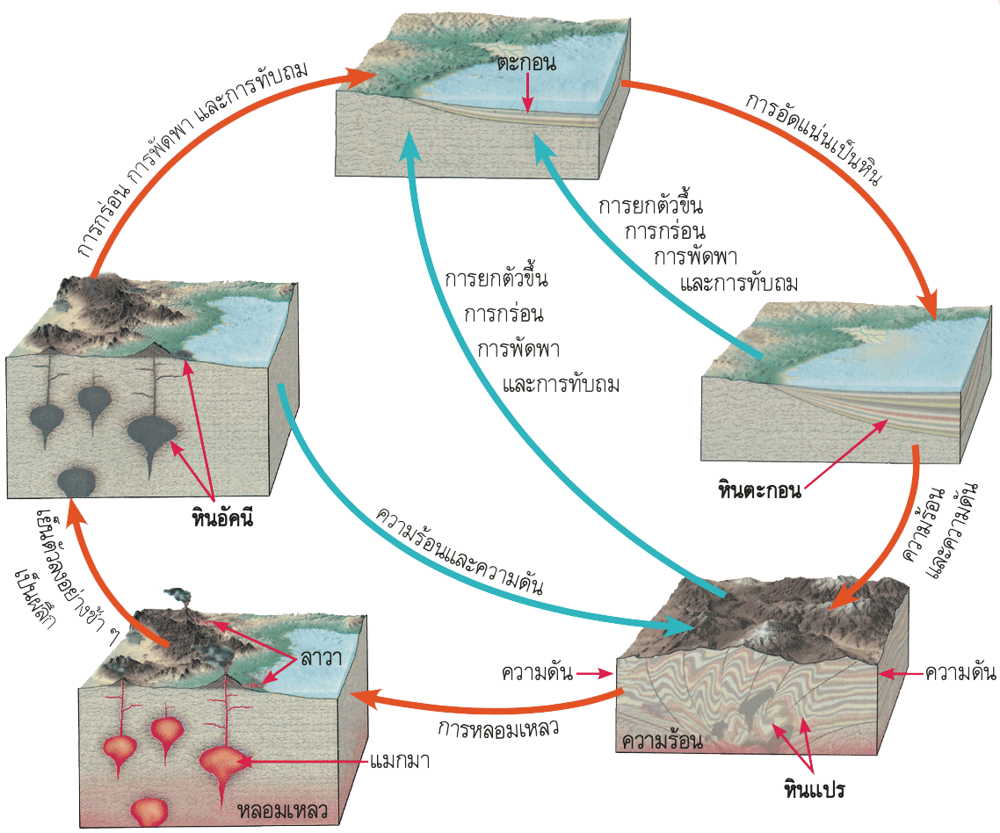 ตะกอน
การกร่อน การพัดพา และการทับถม
การอัดแน่นเป็นหิน
การยกตัวขึ้น
การกร่อน
การพัดพา
และการทับถม
การยกตัวขึ้น
การกร่อน
การพัดพา
และการทับถม
หินตะกอน
หินอัคนี
ความร้อน
และความดัน
ความร้อนและความดัน
เย็นตัวลงอย่างช้า ๆ
เป็นผลึก
ลาวา
ความดัน
ความดัน
การหลอมเหลว
ความร้อน
แมกมา
หินแปร
หลอมเหลว